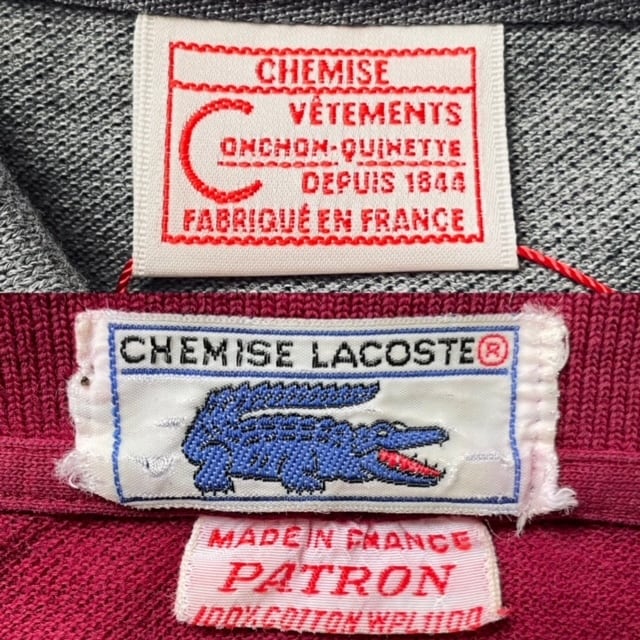 CHEMISE
VÊTEMENTS
CONCHON-QUINETTE
DEPUIS 1844
FABRIQUÉ EN FRANCE
CHEMISE LACOSTE®
MADE IN FRANCE
PATRON
100% COTTON WPL1100